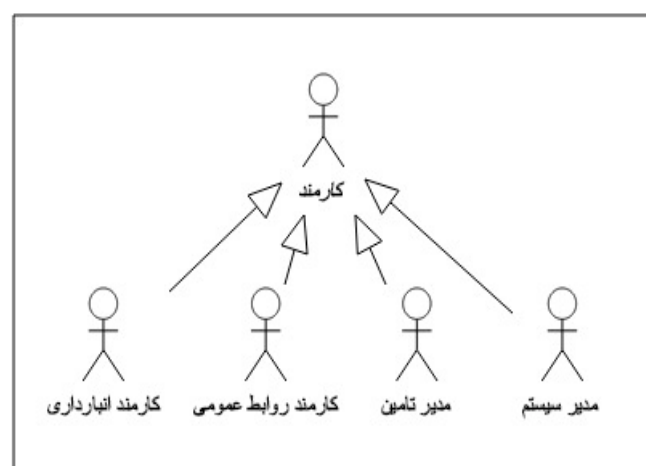 کارمند
مدیر سیستم
مدیر تامین
کارمند روابط عمومی
کارمند انبارداری